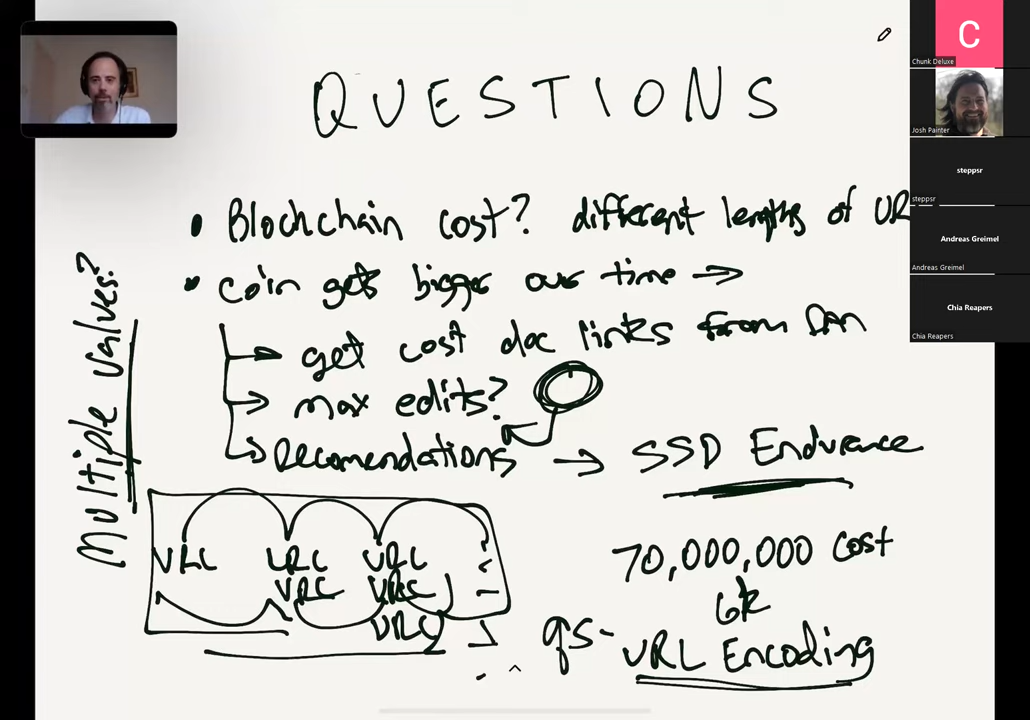 QUESTIONS
• Blockchain cost? different lengths of UR
• coin gets bigger over time →
get cost doc links from DAN
max edits?
Recomendations → SSD Endurance
Multiple Values?
URL URL URL
URL URL
URL
70,000,000 cost
6k
qs-
URL Encoding
C
Chunk Deluxe
Josh Painter
steppsr
steppsr
Andreas Greimel
Andreas Greimel
Chia Reapers
Chia Reapers